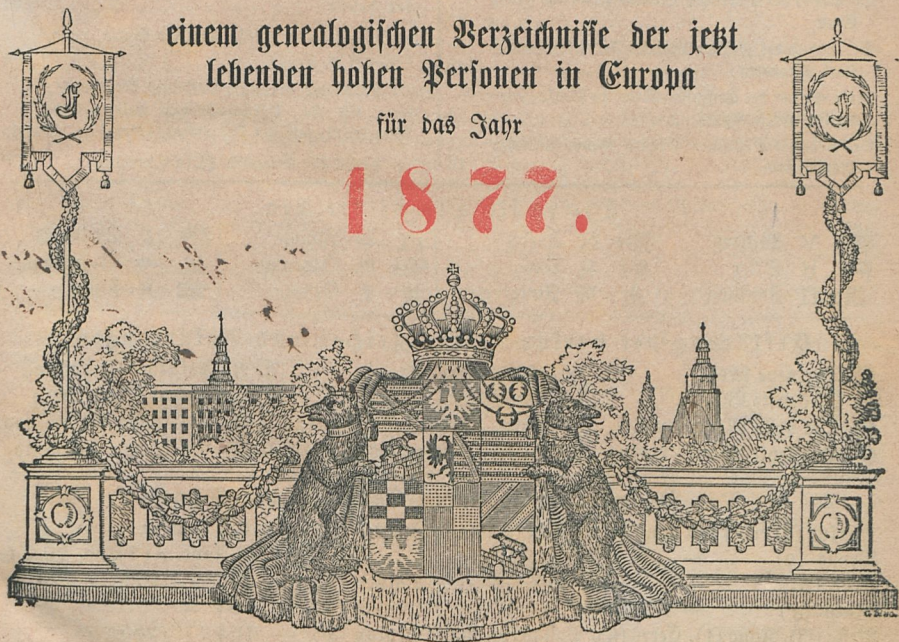 einem genealogischen Verzeichnisse der jetzt
lebenden hohen Personen in Europa
für das Jahr
1877.